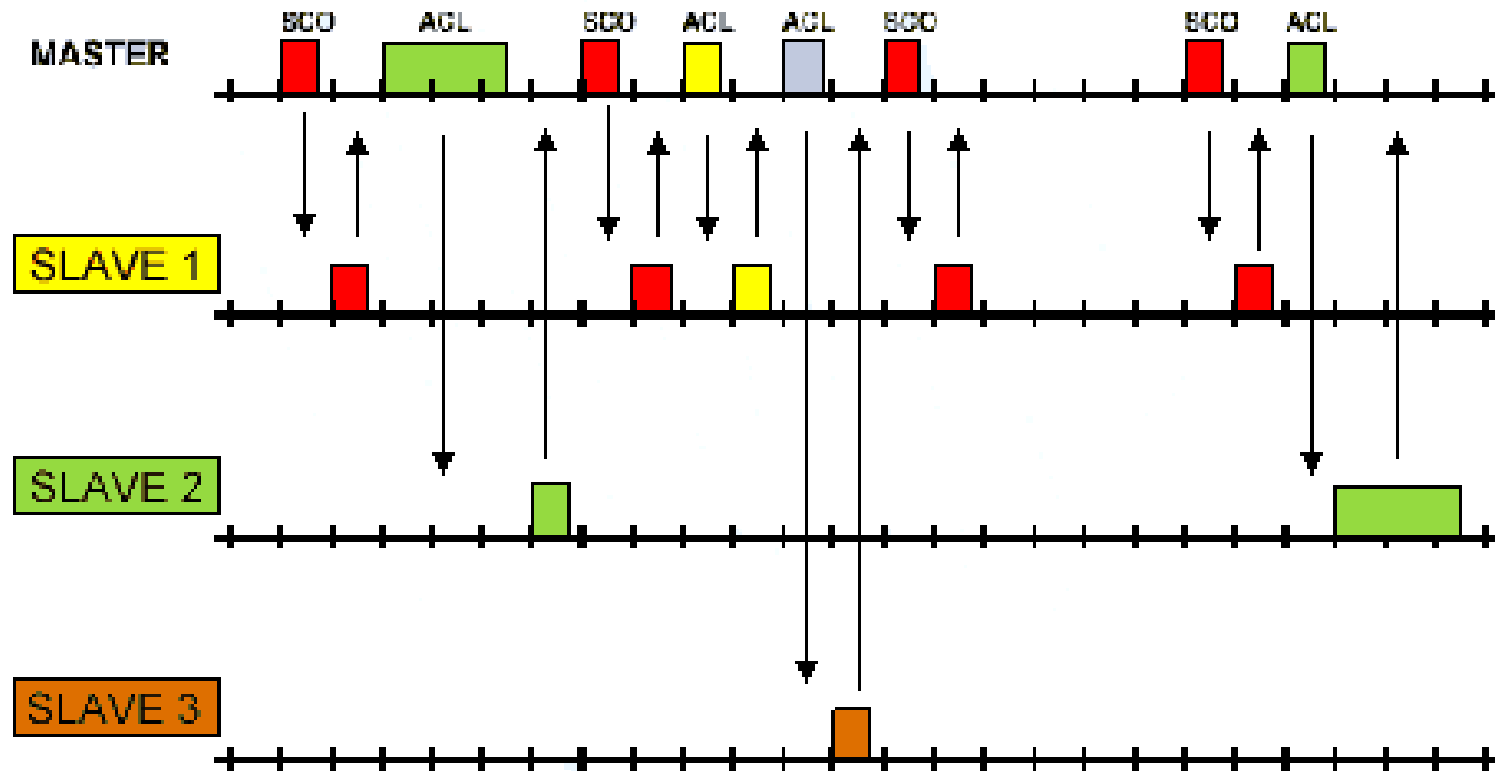 SCO ACL SCO ACL ACL SCO SCO ACL
MASTER
SLAVE 1
SLAVE 2
SLAVE 3